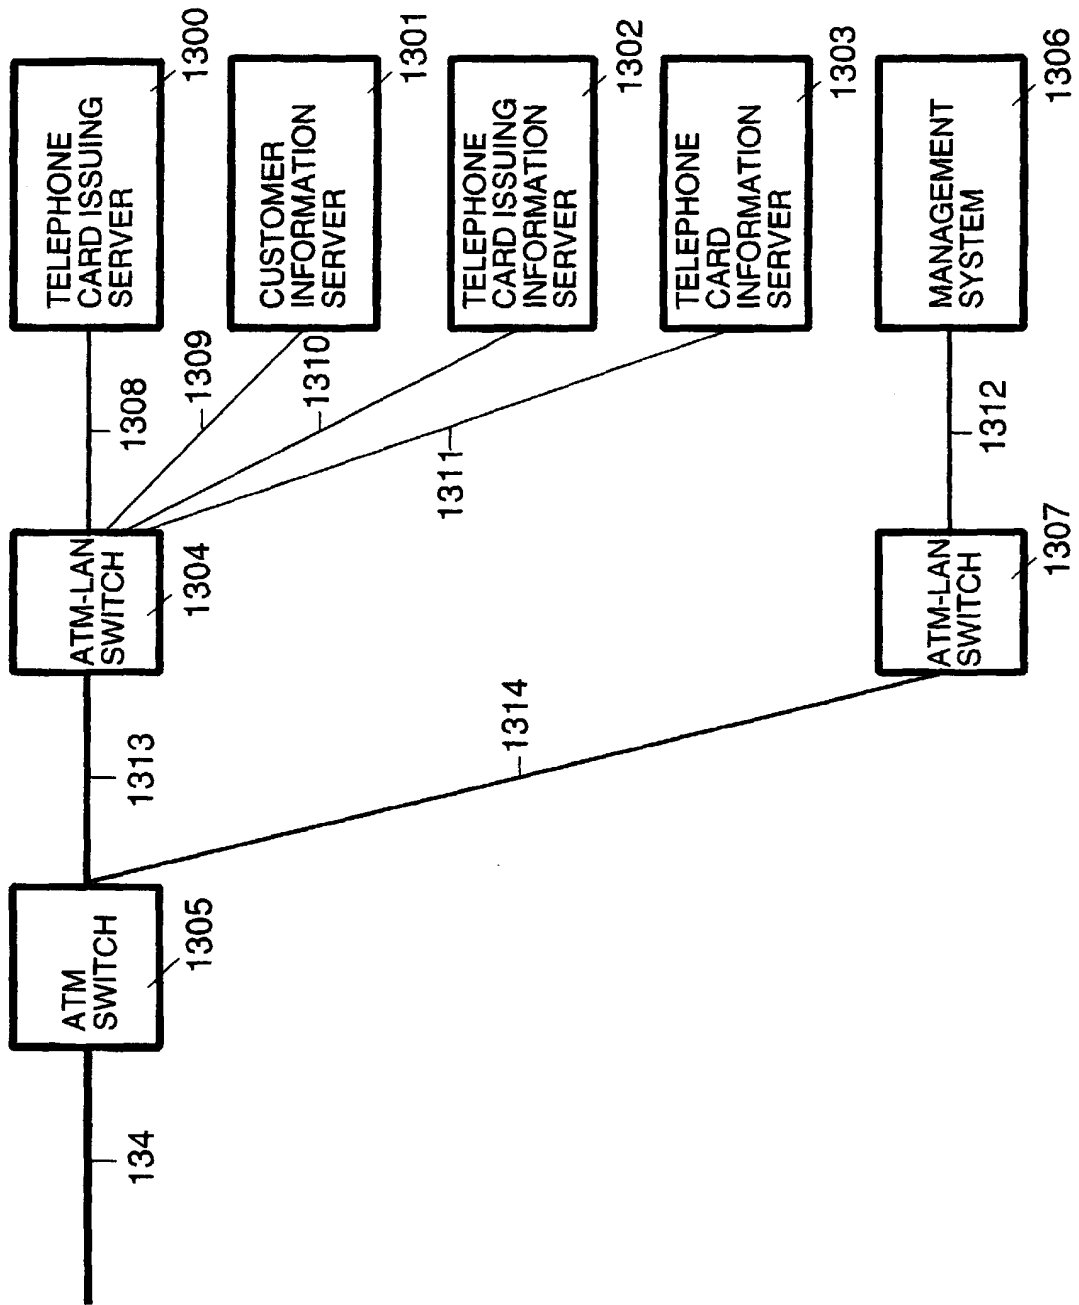 TELEPHONE
CARD ISSUING
SERVER
1300
CUSTOMER
INFORMATION
SERVER
1301
TELEPHONE
CARD ISSUING
INFORMATION
SERVER
1302
TELEPHONE
CARD
INFORMATION
SERVER
1303
MANAGEMENT
SYSTEM
1306
1308
1309
1310
1311
1312
ATM-LAN
SWITCH
1304
ATM-LAN
SWITCH
1307
1313
1314
ATM
SWITCH
1305
134